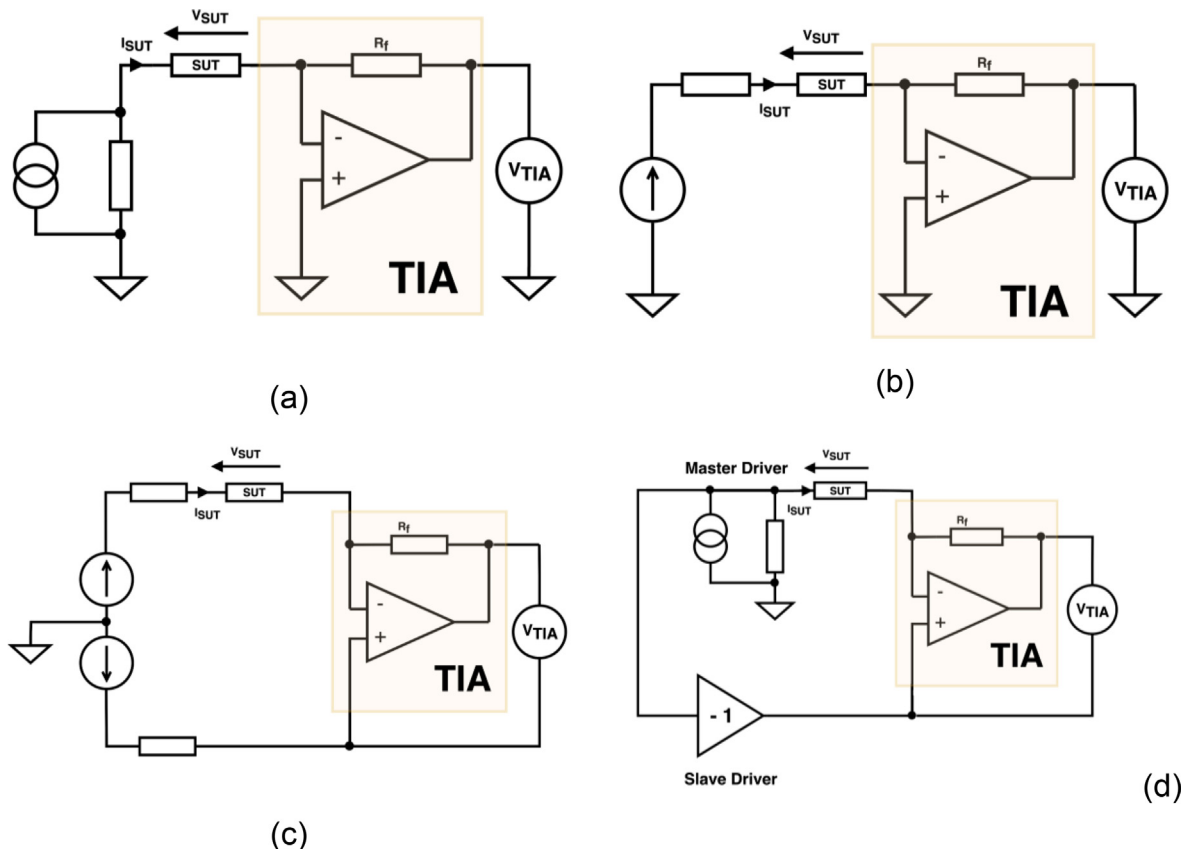 VSUT
ISUT
SUT
Rf
-
+
VTIA
TIA
(a)
VSUT
ISUT
SUT
Rf
-
+
VTIA
TIA
(b)
VSUT
ISUT
SUT
Rf
-
+
VTIA
TIA
(c)
Master Driver
VSUT
ISUT
SUT
Rf
-
+
VTIA
TIA
- 1
Slave Driver
(d)